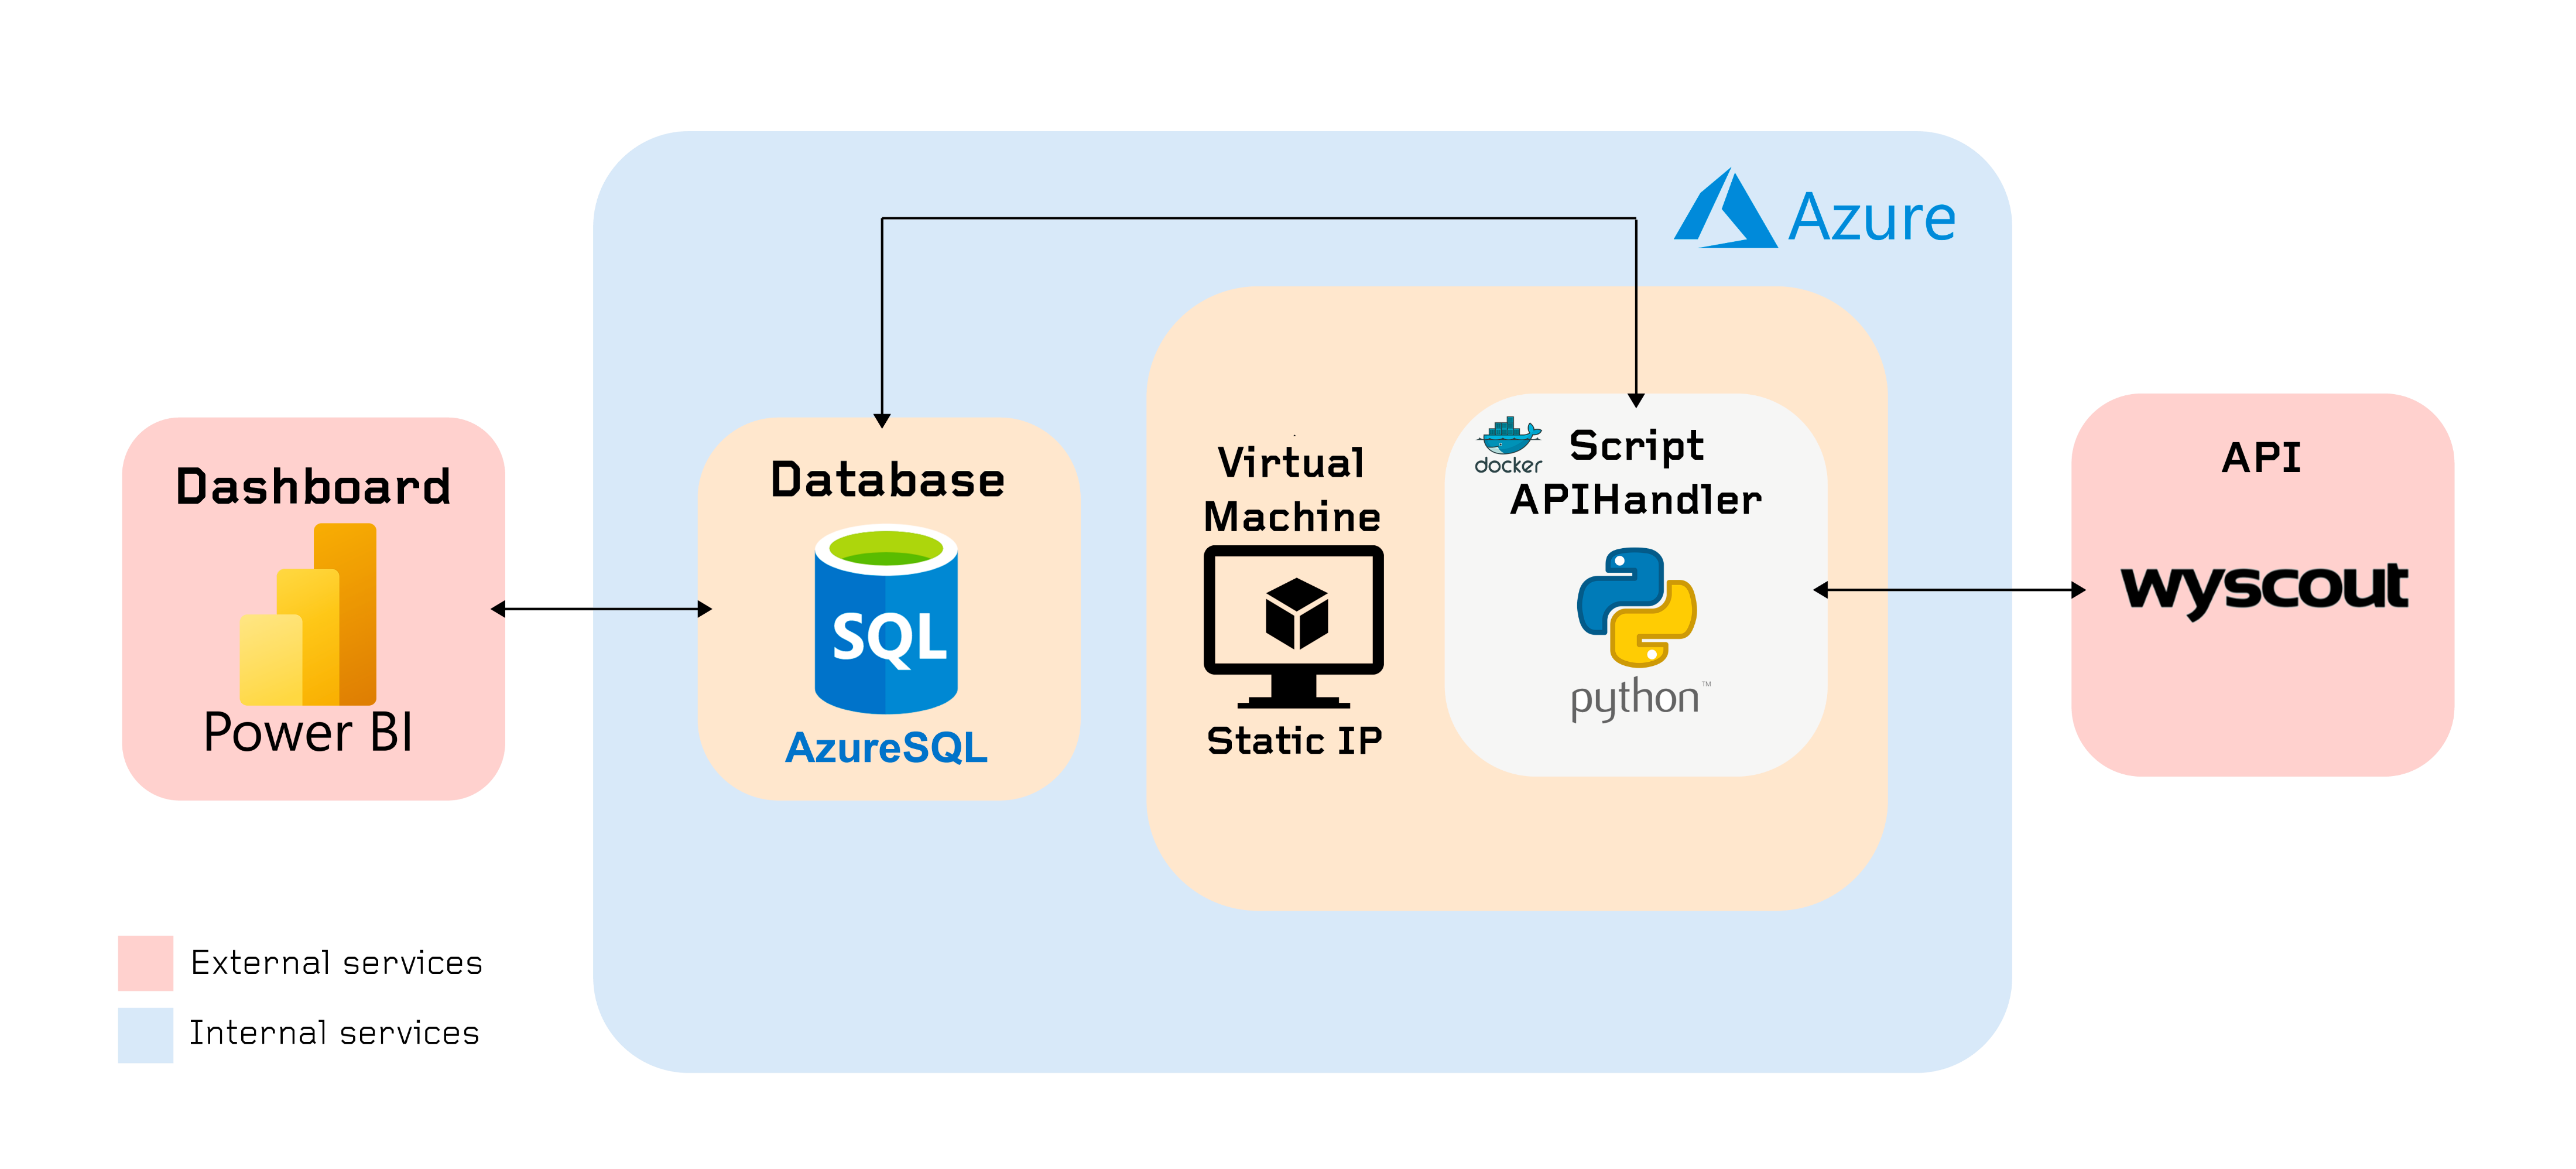 Azure
Dashboard
Power BI
Database
SQL
AzureSQL
Virtual
Machine
Static IP
docker
Script
APIHandler
python™
API
wyscout
External services
Internal services